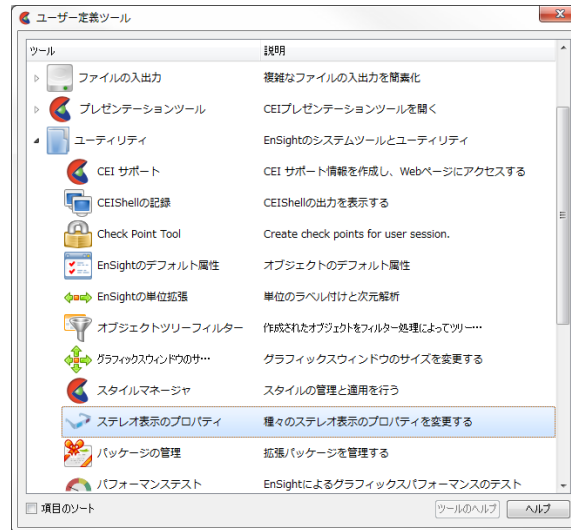 ユーザー定義ツール
ツール 説明
ファイルの入出力 複雑なファイルの入出力を簡素化
プレゼンテーションツール CEIプレゼンテーションツールを開く
ユーティリティ EnSightのシステムツールとユーティリティ
CEI サポート CEI サポート情報を作成し、Webページにアクセスする
CEIShellの記録 CEIShellの出力を表示する
Check Point Tool Create check points for user session.
EnSightのデフォルト属性 オブジェクトのデフォルト属性
EnSightの単位拡張 単位のラベル付けと次元解析
オブジェクトツリーフィルター 作成されたオブジェクトをフィルター処理によってツリー…
グラフィックスウィンドウのサ… グラフィックスウィンドウのサイズを変更する
スタイルマネージャ スタイルの管理と適用を行う
ステレオ表示のプロパティ 種々のステレオ表示のプロパティを変更する
パッケージの管理 拡張パッケージを管理する
パフォーマンステスト EnSightによるグラフィックスパフォーマンスのテスト
項目のソート ツールのヘルプ ヘルプ